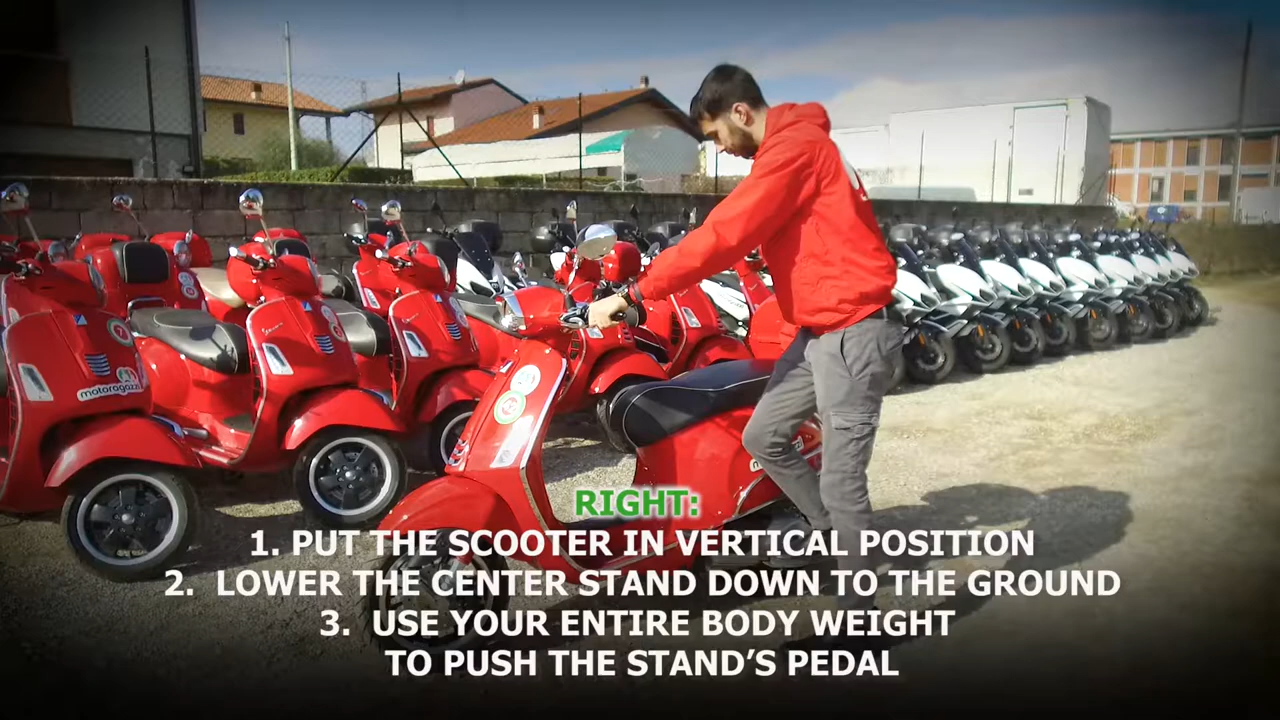 motoragazzi
RIGHT:
1. PUT THE SCOOTER IN VERTICAL POSITION
2. LOWER THE CENTER STAND DOWN TO THE GROUND
3. USE YOUR ENTIRE BODY WEIGHT
TO PUSH THE STAND’S PEDAL